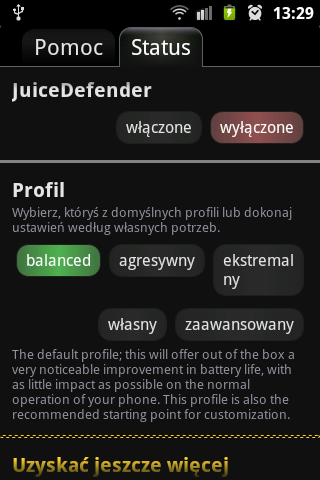 13:29
Pomoc Status
JuiceDefender
włączone wyłączone
Profil
Wybierz, któryś z domyślnych profili lub dokonaj
ustawień według własnych potrzeb.
balanced agresywny ekstremal
ny
własny zaawansowany
The default profile; this will offer out of the box a
very noticeable improvement in battery life, with
as little impact as possible on the normal
operation of your phone. This profile is also the
recommended starting point for customization.
Uzyskać jeszcze więcej